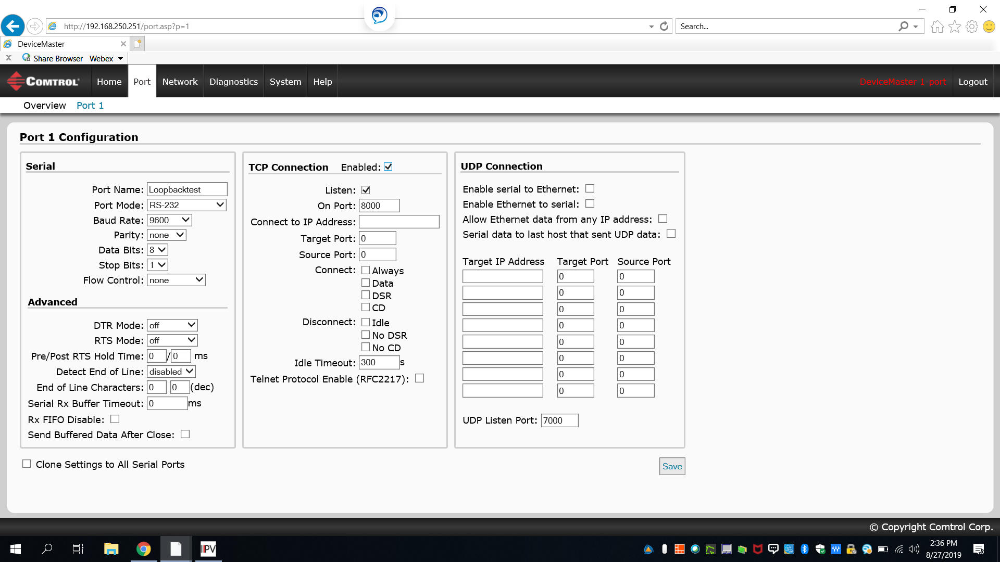 http://192.168.250.251/port.asp?p=1
Search...
DeviceMaster
Share Browser Webex
COMTROL Home Port Network Diagnostics System Help DeviceMaster 1-port Logout
Overview Port 1
Port 1 Configuration
Serial
Port Name: Loopbacktest
Port Mode: RS-232
Baud Rate: 9600
Parity: none
Data Bits: 8
Stop Bits: 1
Flow Control: none
Advanced
DTR Mode: off
RTS Mode: off
Pre/Post RTS Hold Time: 0 / 0 ms
Detect End of Line: disabled
End of Line Characters: 0 0 (dec)
Serial Rx Buffer Timeout: 0 ms
Rx FIFO Disable:
Send Buffered Data After Close:
TCP Connection Enabled:
Listen:
On Port: 8000
Connect to IP Address:
Target Port: 0
Source Port: 0
Connect: Always
Data
DSR
CD
Disconnect: Idle
No DSR
No CD
Idle Timeout: 300 s
Telnet Protocol Enable (RFC2217):
UDP Connection
Enable serial to Ethernet:
Enable Ethernet to serial:
Allow Ethernet data from any IP address:
Serial data to last host that sent UDP data:
Target IP Address Target Port Source Port
0 0
0 0
0 0
0 0
0 0
0 0
0 0
0 0
UDP Listen Port: 7000
Clone Settings to All Serial Ports
Save
© Copyright Comtrol Corp.
IPV
2:36 PM
8/27/2019